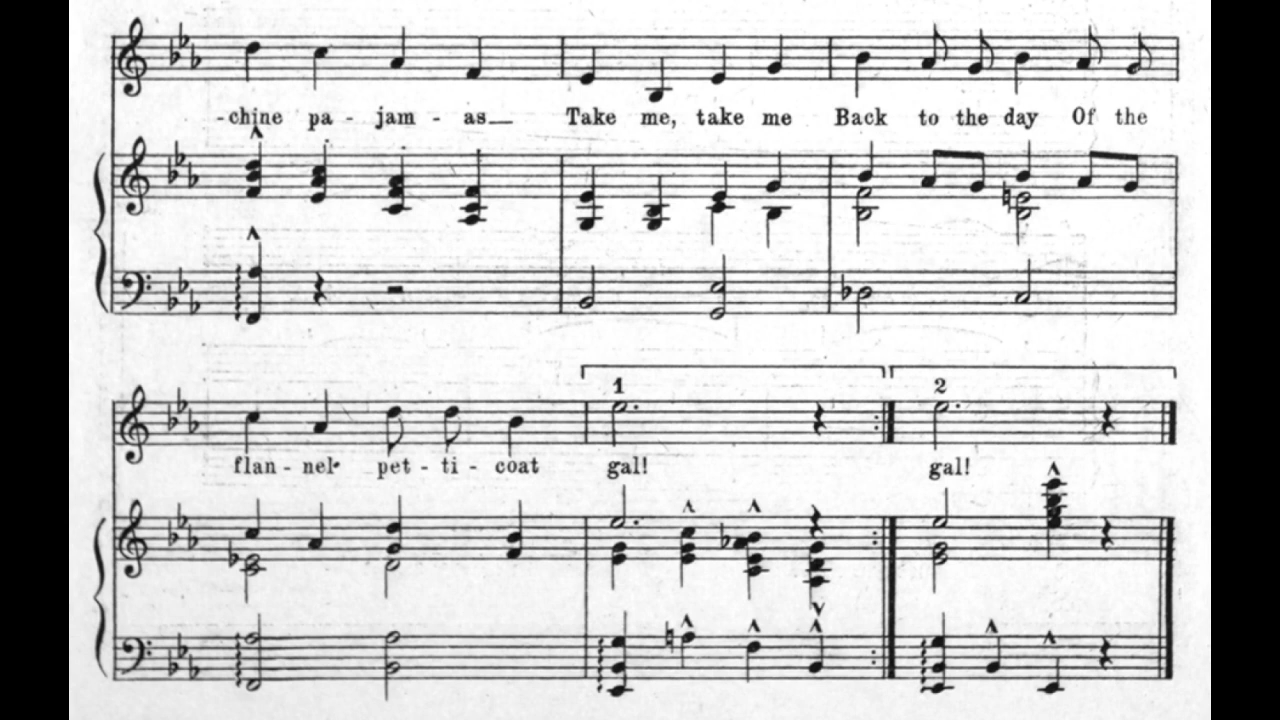 -chine pa - jam - as__ Take me, take me Back to the day Of the
1 2
flan - nel pet - ti - coat gal! gal!